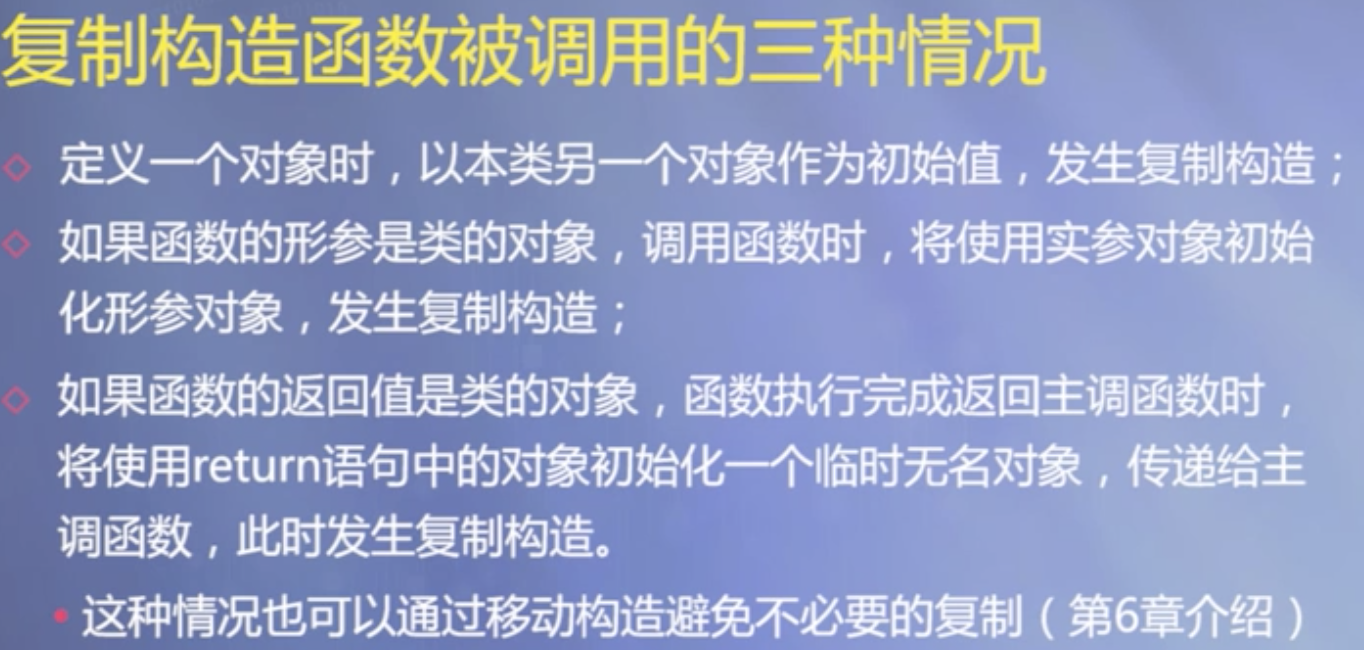 复制构造函数被调用的三种情况
定义一个对象时，以本类另一个对象作为初始值，发生复制构造；
如果函数的形参是类的对象，调用函数时，将使用实参对象初始
化形参对象，发生复制构造；
如果函数的返回值是类的对象，函数执行完成返回主调函数时，
将使用return语句中的对象初始化一个临时无名对象，传递给主
调函数，此时发生复制构造。
这种情况也可以通过移动构造避免不必要的复制（第6章介绍）